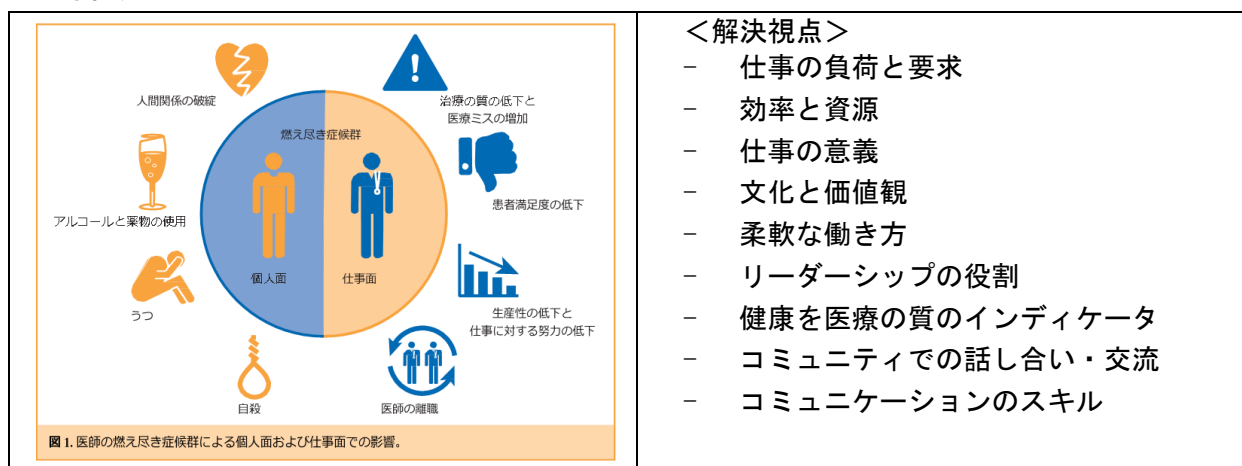 人間関係の破綻
治療の質の低下と
医療ミスの増加
燃え尽き症候群
患者満足度の低下
アルコールと薬物の使用
個人面
仕事面
生産性の低下と
仕事に対する努力の低下
うつ
自殺
医師の離職
図 1. 医師の燃え尽き症候群による個人面および仕事面での影響。
＜解決視点＞
- 仕事の負荷と要求
- 効率と資源
- 仕事の意義
- 文化と価値観
- 柔軟な働き方
- リーダーシップの役割
- 健康を医療の質のインディケータ
- コミュニティでの話し合い・交流
- コミュニケーションのスキル